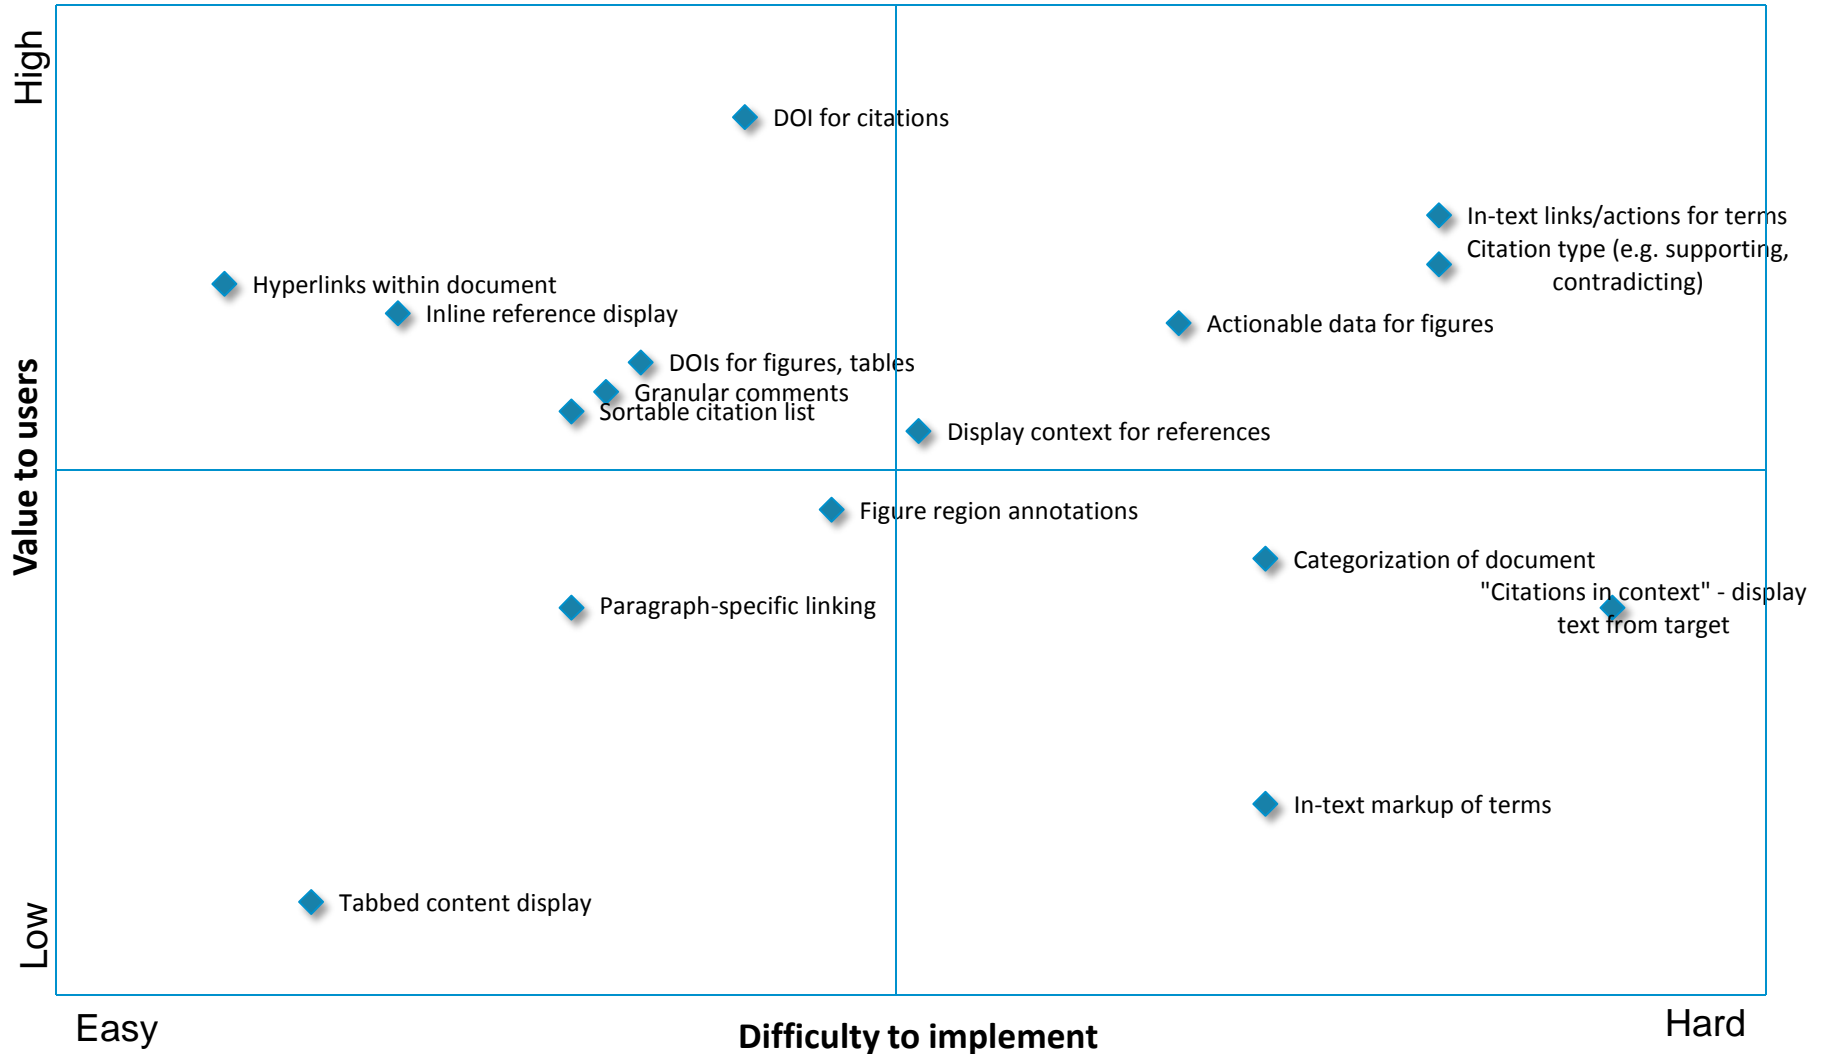 High
DOI for citations
In-text links/actions for terms
Citation type (e.g. supporting,
contradicting)
Hyperlinks within document
Inline reference display
Actionable data for figures
DOIs for figures, tables
Granular comments
Sortable citation list
Display context for references
Value to users
Figure region annotations
Categorization of document
"Citations in context" - display
text from target
Paragraph-specific linking
In-text markup of terms
Tabbed content display
Low
Easy
Difficulty to implement
Hard